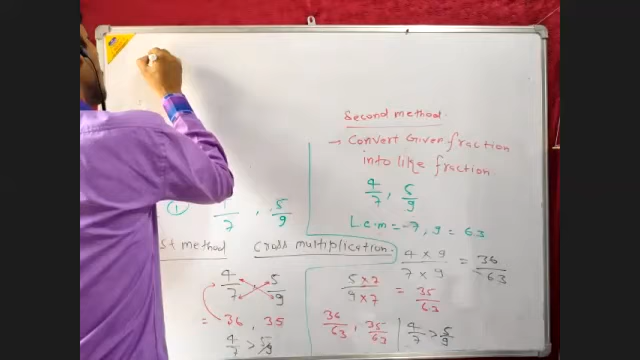 ① 4/7 , 5/9
st method cross multiplication.
4/7 5/9
= 36 , 35
4/7 > 5/9
Second method
→ Convert Given fraction
into like fraction
4/7 , 5/9
L.c.m = 7, 9 = 63
4 × 9 / 7 × 9 = 36/63
5 × 7 / 9 × 7 = 35/63
36/63 , 35/63 | 4/7 > 5/9